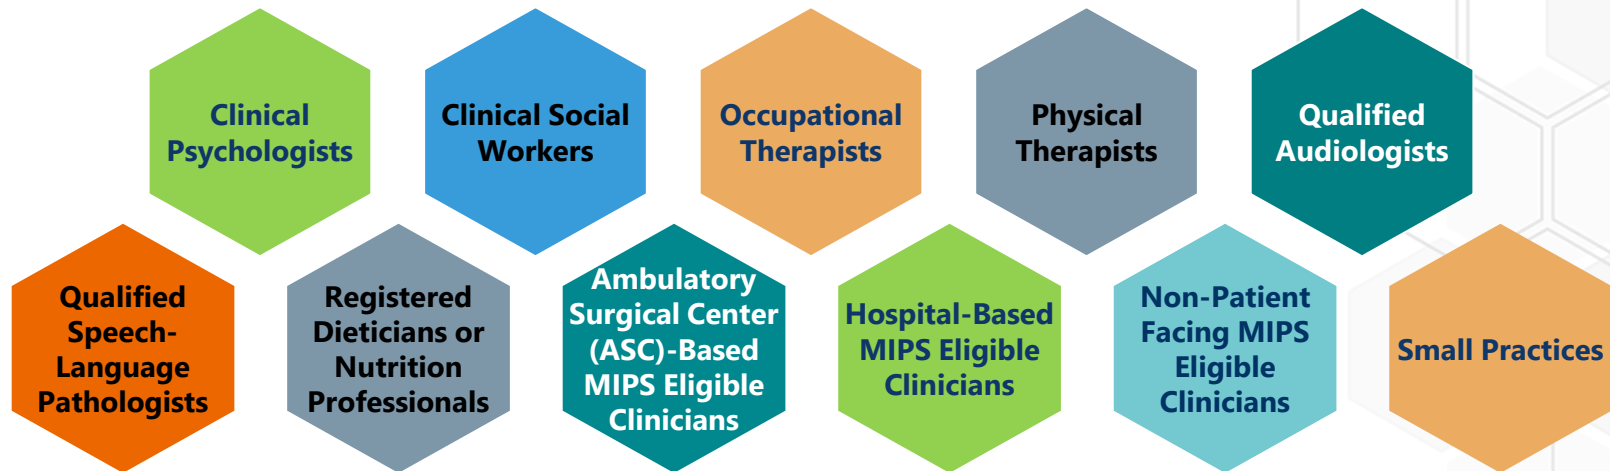 Clinical
Psychologists
Clinical Social
Workers
Occupational
Therapists
Physical
Therapists
Qualified
Audiologists
Qualified
Speech-
Language
Pathologists
Registered
Dieticians or
Nutrition
Professionals
Ambulatory
Surgical Center
(ASC)-Based
MIPS Eligible
Clinicians
Hospital-Based
MIPS Eligible
Clinicians
Non-Patient
Facing MIPS
Eligible
Clinicians
Small Practices